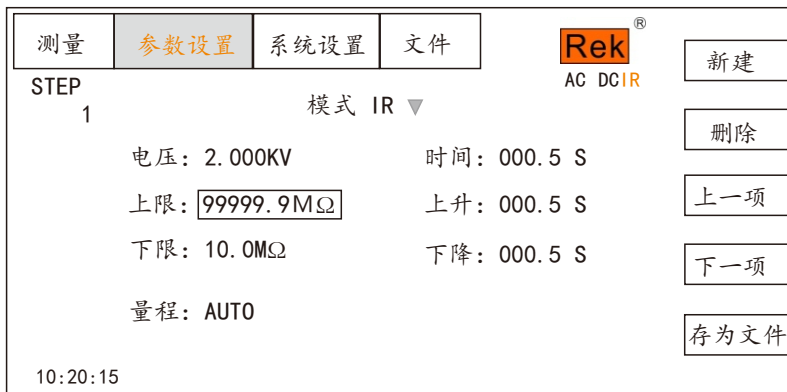 测量 参数设置 系统设置 文件 Rek®
AC DCIR
新建
STEP
1
模式 IR ▼
删除
电压: 2.000KV 时间: 000.5 S
上限: 99999.9MΩ 上升: 000.5 S
上一项
下限: 10.0MΩ 下降: 000.5 S
下一项
量程: AUTO
存为文件
10:20:15